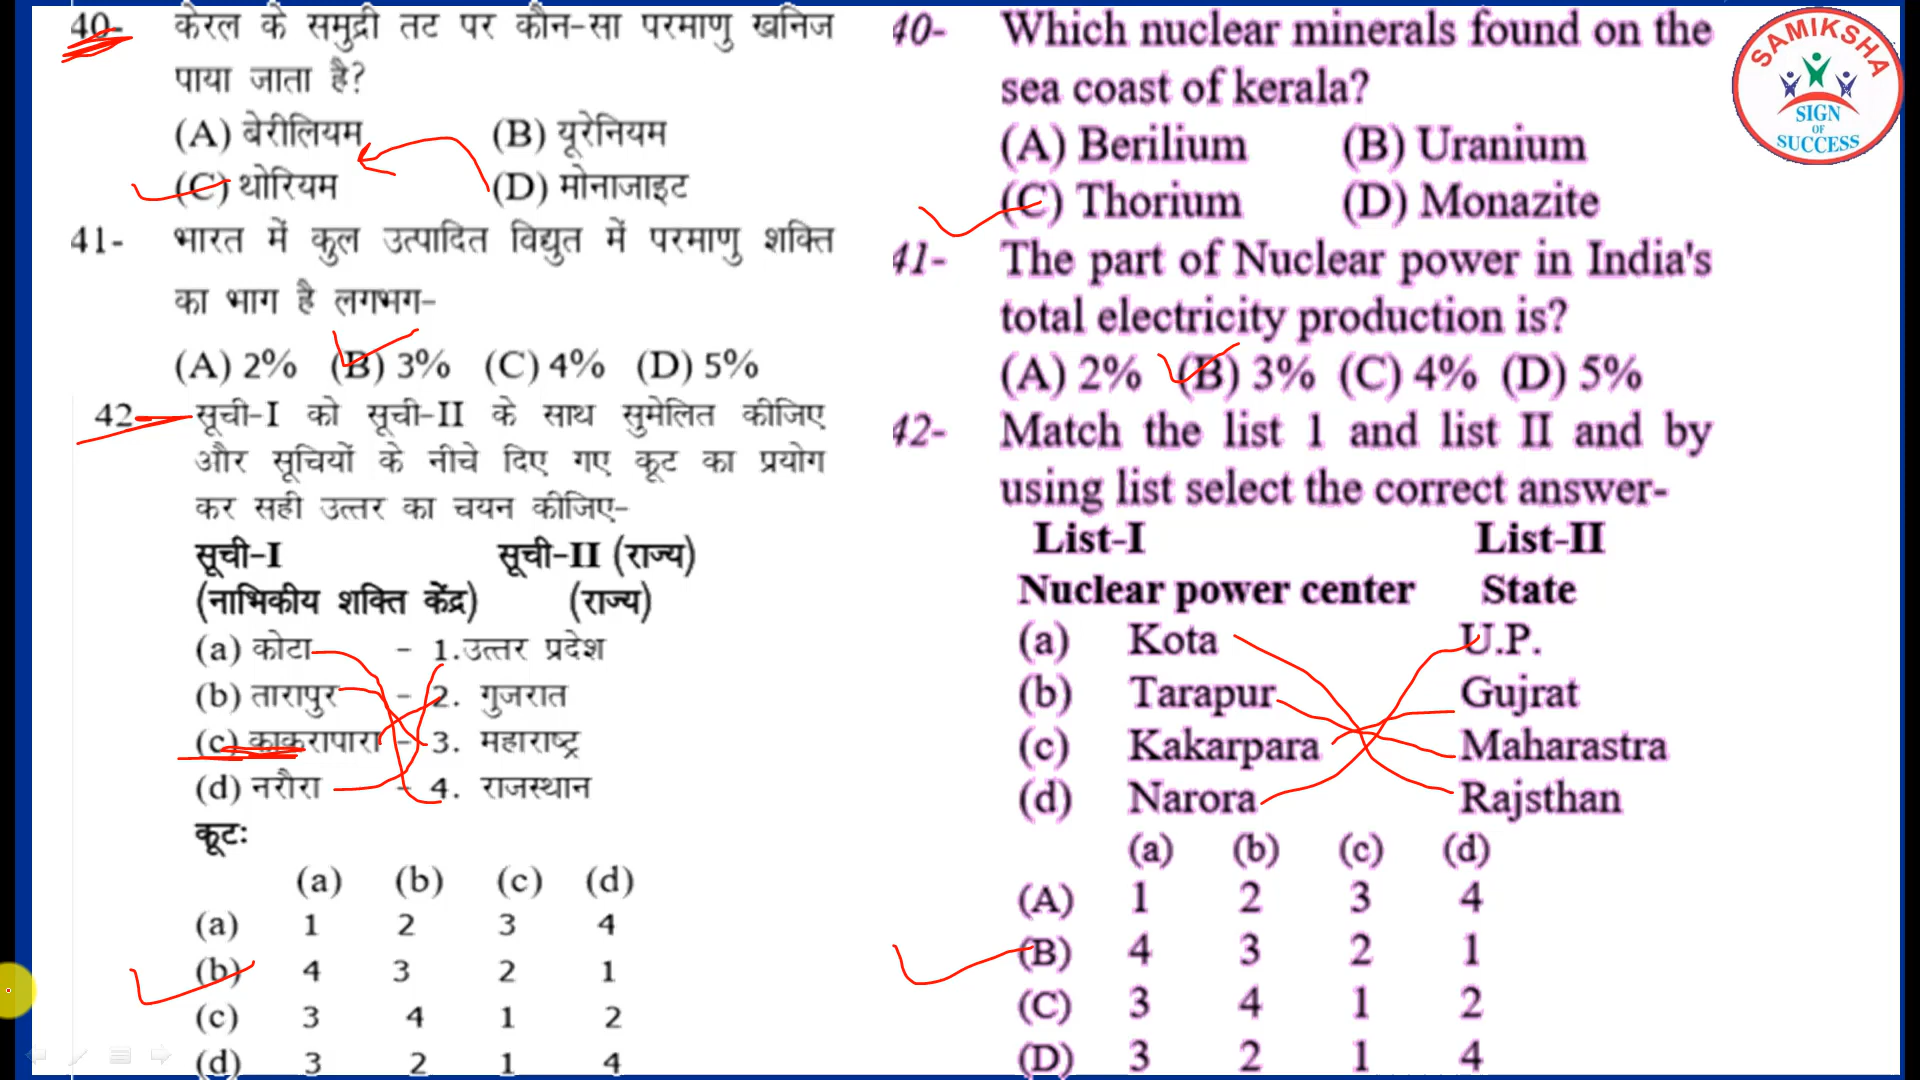 40- केरल के समुद्री तट पर कौन-सा परमाणु खनिज
पाया जाता है?
(A) बेरीलियम (B) यूरेनियम
(C) थोरियम (D) मोनाजाइट
41- भारत में कुल उत्पादित विद्युत में परमाणु शक्ति
का भाग है लगभग-
(A) 2% (B) 3% (C) 4% (D) 5%
42- सूची-I को सूची-II के साथ सुमेलित कीजिए
और सूचियों के नीचे दिए गए कूट का प्रयोग
कर सही उत्तर का चयन कीजिए-
सूची-I सूची-II (राज्य)
(नाभिकीय शक्ति केंद्र) (राज्य)
(a) कोटा - 1.उत्तर प्रदेश
(b) तारापुर - 2. गुजरात
(c) काकरापारा - 3. महाराष्ट्र
(d) नरौरा - 4. राजस्थान
कूटः
(a) (b) (c) (d)
(a) 1 2 3 4
(b) 4 3 2 1
(c) 3 4 1 2
(d) 3 2 1 4
40- Which nuclear minerals found on the
sea coast of kerala?
(A) Berilium (B) Uranium
(C) Thorium (D) Monazite
41- The part of Nuclear power in India's
total electricity production is?
(A) 2% (B) 3% (C) 4% (D) 5%
42- Match the list 1 and list II and by
using list select the correct answer-
List-I List-II
Nuclear power center State
(a) Kota U.P.
(b) Tarapur Gujrat
(c) Kakarpara Maharastra
(d) Narora Rajsthan
(a) (b) (c) (d)
(A) 1 2 3 4
(B) 4 3 2 1
(C) 3 4 1 2
(D) 3 2 1 4
SAMIKSHA
SIGN
OF
SUCCESS